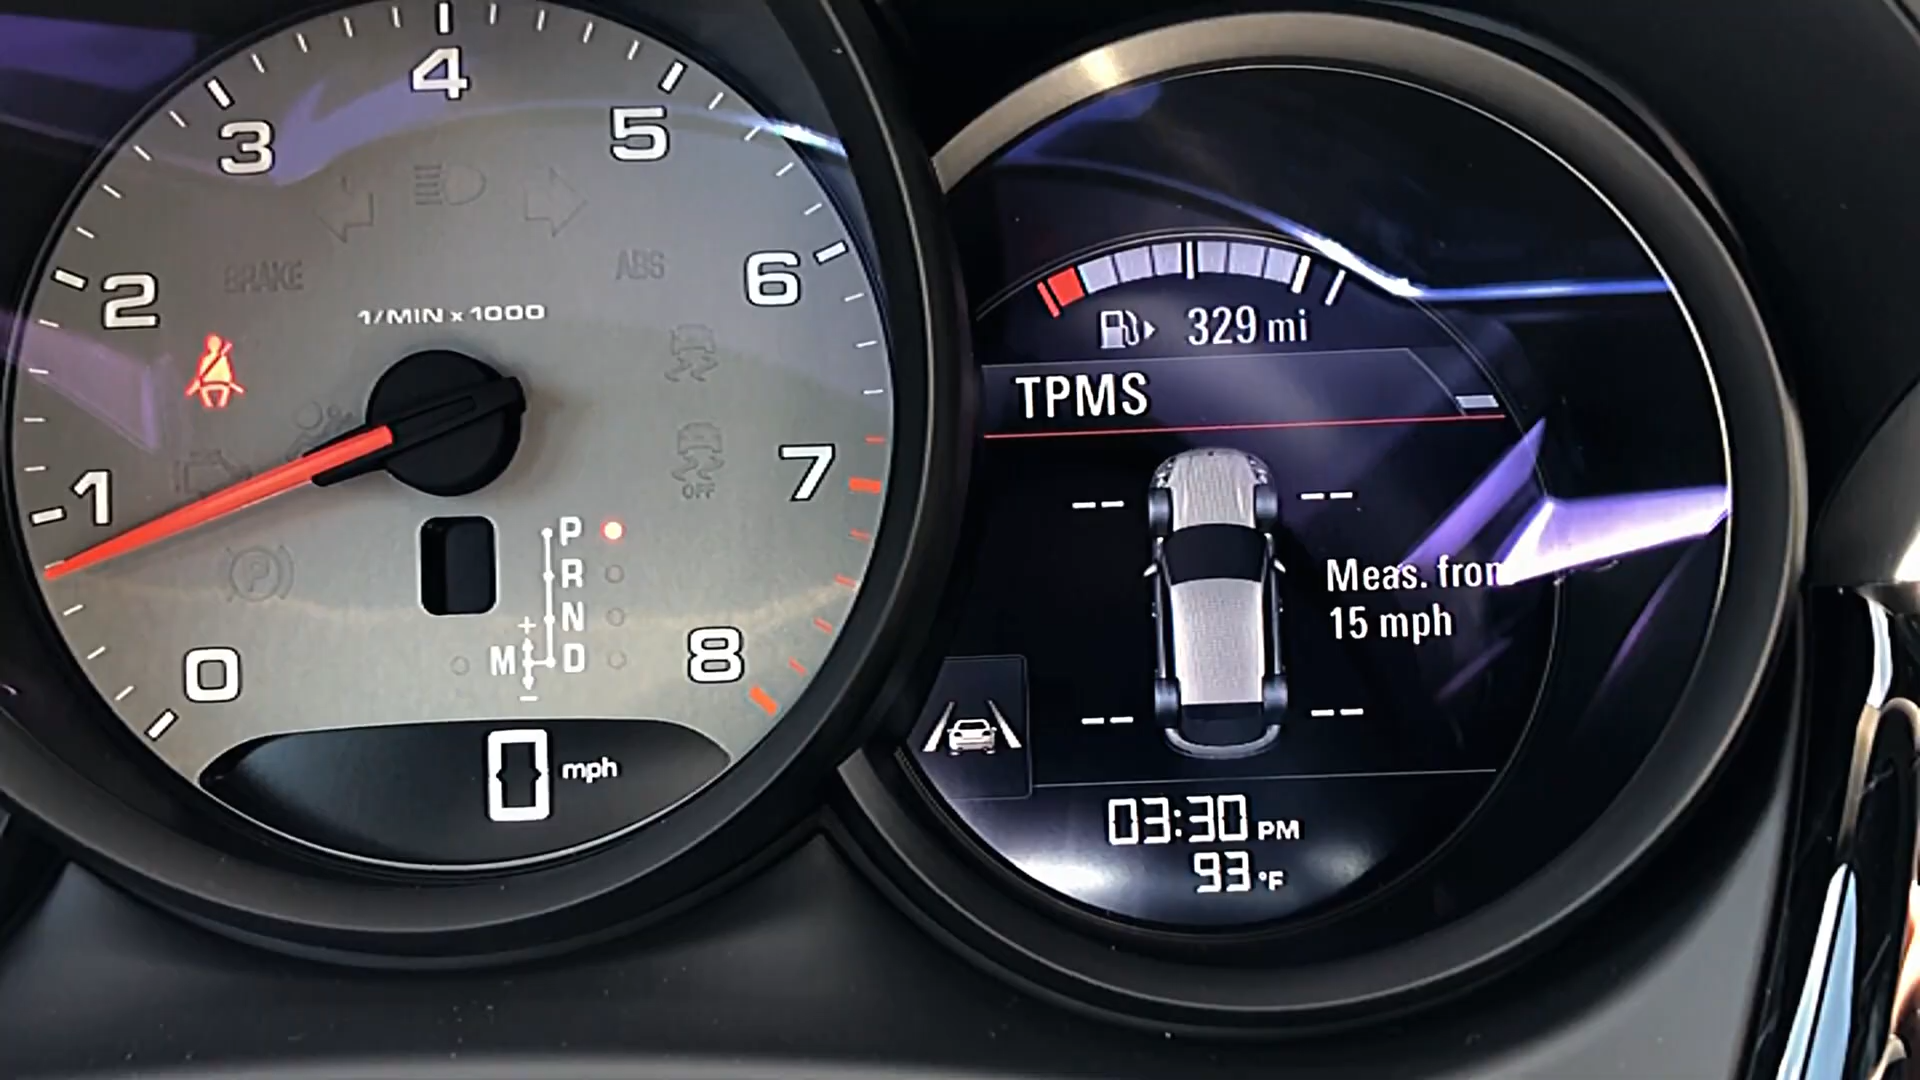 4
3
5
2
6
BRAKE
ABS
1/MIN x 1000
1
7
OFF
P
P
R
N
+
M D
-
0
8
0 mph
329 mi
TPMS
-- --
Meas. from
15 mph
-- --
03:30 PM
93 °F